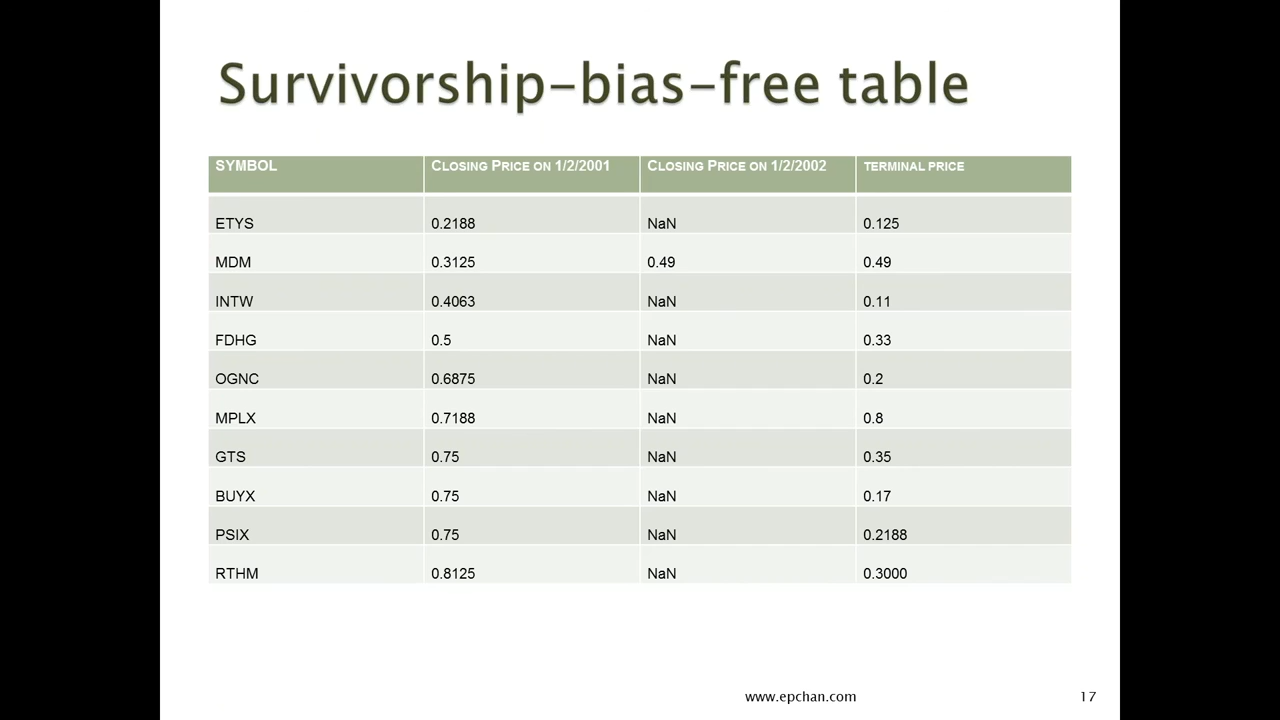 Survivorship-bias-free table
SYMBOL CLOSING PRICE ON 1/2/2001 CLOSING PRICE ON 1/2/2002 TERMINAL PRICE
ETYS 0.2188 NaN 0.125
MDM 0.3125 0.49 0.49
INTW 0.4063 NaN 0.11
FDHG 0.5 NaN 0.33
OGNC 0.6875 NaN 0.2
MPLX 0.7188 NaN 0.8
GTS 0.75 NaN 0.35
BUYX 0.75 NaN 0.17
PSIX 0.75 NaN 0.2188
RTHM 0.8125 NaN 0.3000
www.epchan.com 17